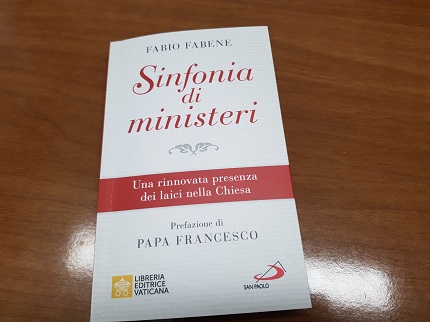 FABIO FABENE
Sinfonia
di
ministeri
Una rinnovata presenza
dei laici nella Chiesa
Prefazione di
PAPA FRANCESCO
LIBRERIA
EDITRICE
VATICANA
SAN PAOLO